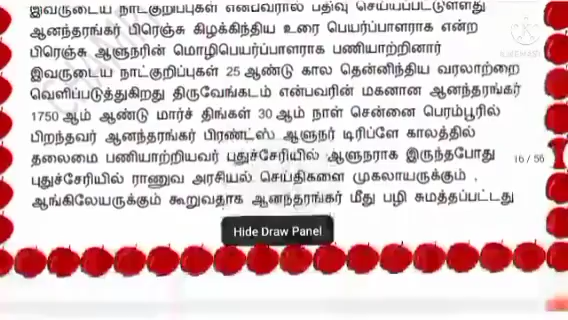 இவருடைய நாட்குறிப்புகள் என்பவரால் பதிவு செய்யப்பட்டுள்ளது
ஆனந்தரங்கர் பிரெஞ்சு கிழக்கிந்திய உரை பெயர்ப்பாளராக என்ற
பிரெஞ்சு ஆளுநரின் மொழிபெயர்ப்பாளராக பணியாற்றினார்
இவருடைய நாட்குறிப்புகள் 25 ஆண்டு கால தென்னிந்திய வரலாற்றை
வெளிப்படுத்துகிறது திருவேங்கடம் என்பவரின் மகனான ஆனந்தரங்கர்
1750 ஆம் ஆண்டு மார்ச் திங்கள் 30 ஆம் நாள் சென்னை பெரம்பூரில்
பிறந்தவர் ஆனந்தரங்கர் பிரண்ட்ஸ் ஆளுநர் டிரிப்ளே காலத்தில்
தலைமை பணியாற்றியவர் புதுச்சேரியில் ஆளுநராக இருந்தபோது
16 / 56
புதுச்சேரியில் ராணுவ அரசியல் செய்திகளை முகலாயருக்கும் ,
ஆங்கிலேயருக்கும் கூறுவதாக ஆனநதரங்கர் மீது பழி சுமத்தப்பட்டது
Hide Draw Panel